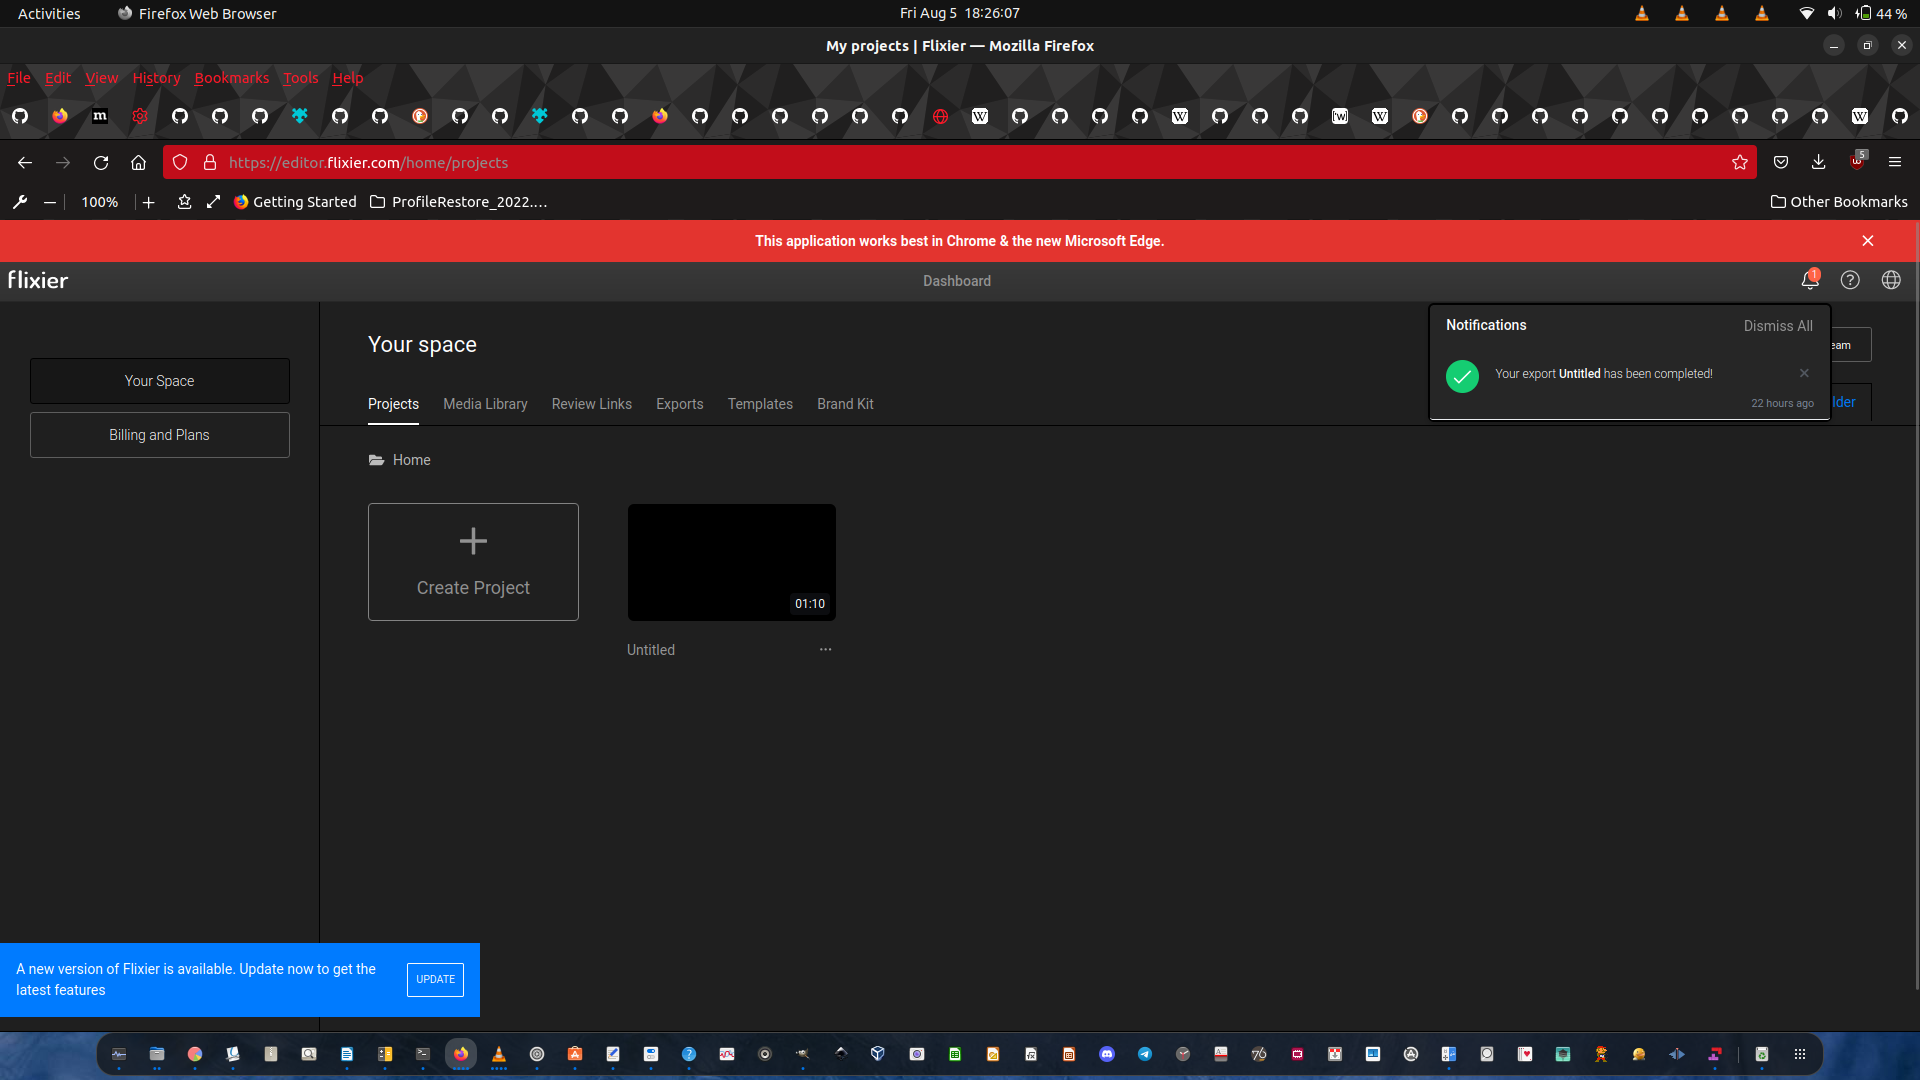 Activities
Firefox Web Browser
Fri Aug 5 18:26:07
44 %
My projects | Flixier — Mozilla Firefox
File Edit View History Bookmarks Tools Help
https://editor.flixier.com/home/projects
5
100%
Getting Started
ProfileRestore_2022....
Other Bookmarks
This application works best in Chrome & the new Microsoft Edge.
flixier
Dashboard
1
Your Space
Billing and Plans
Your space
Notifications
Dismiss All
Your export Untitled has been completed!
22 hours ago
eam
lder
Projects Media Library Review Links Exports Templates Brand Kit
Home
Create Project
01:10
Untitled
A new version of Flixier is available. Update now to get the
latest features
UPDATE